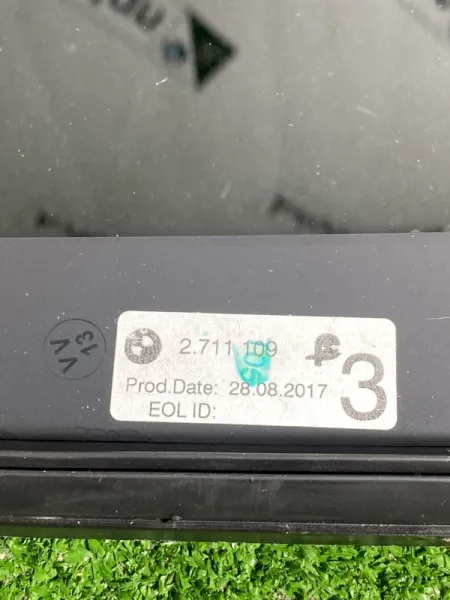 VV
13
2.711 109
Prod.Date: 28.08.2017
EOL ID:
3